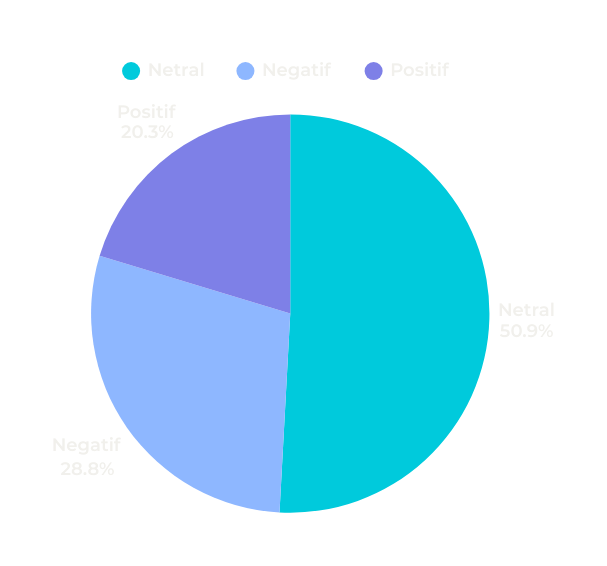 Netral Negatif Positif
Positif
20.3%
Netral
50.9%
Negatif
28.8%